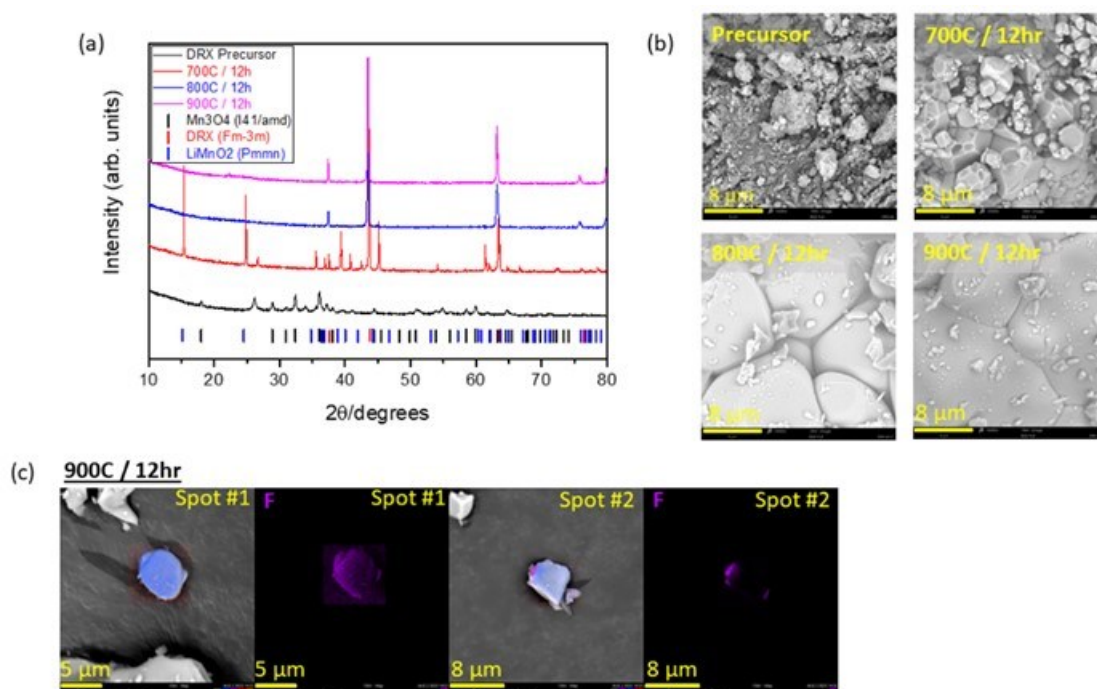 (a)
Intensity (arb. units)
DRX Precursor
700C / 12h
800C / 12h
900C / 12h
Mn3O4 (I41/amd)
DRX (Fm-3m)
LiMnO2 (Pmmn)
10 20 30 40 50 60 70 80
2θ/degrees
(b)
Precursor
8 μm
700C / 12hr
8 μm
800C / 12hr
8 μm
900C / 12hr
8 μm
(c)
900C / 12hr
Spot #1
5 μm
F
Spot #1
5 μm
Spot #2
8 μm
F
Spot #2
8 μm